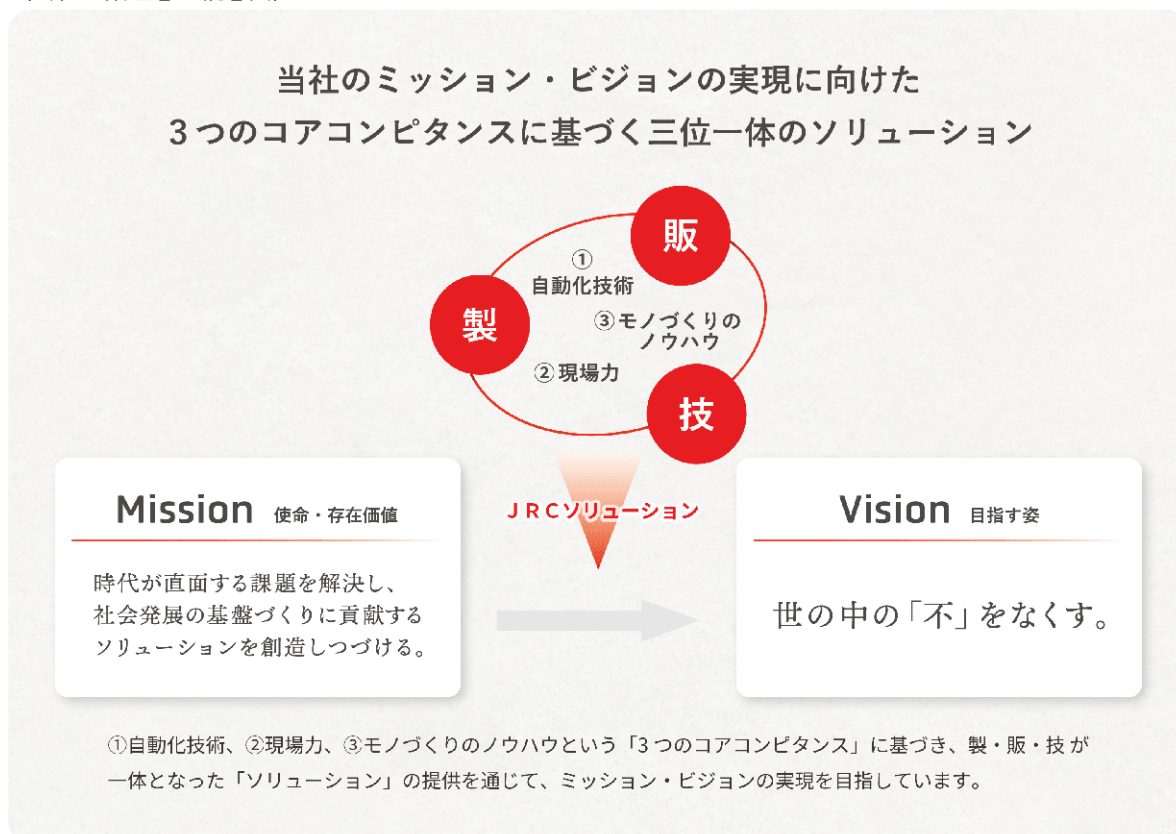 当社のミッション・ビジョンの実現に向けた
3つのコアコンピタンスに基づく三位一体のソリューション
販
①
自動化技術
製
③モノづくりの
ノウハウ
②現場力
技
JRCソリューション
Mission 使命・存在価値
時代が直面する課題を解決し、
社会発展の基盤づくりに貢献する
ソリューションを創造しつづける。
Vision 目指す姿
世の中の「不」をなくす。
①自動化技術、②現場力、③モノづくりのノウハウという「3つのコアコンピタンス」に基づき、製・販・技が
一体となった「ソリューション」の提供を通じて、ミッション・ビジョンの実現を目指しています。